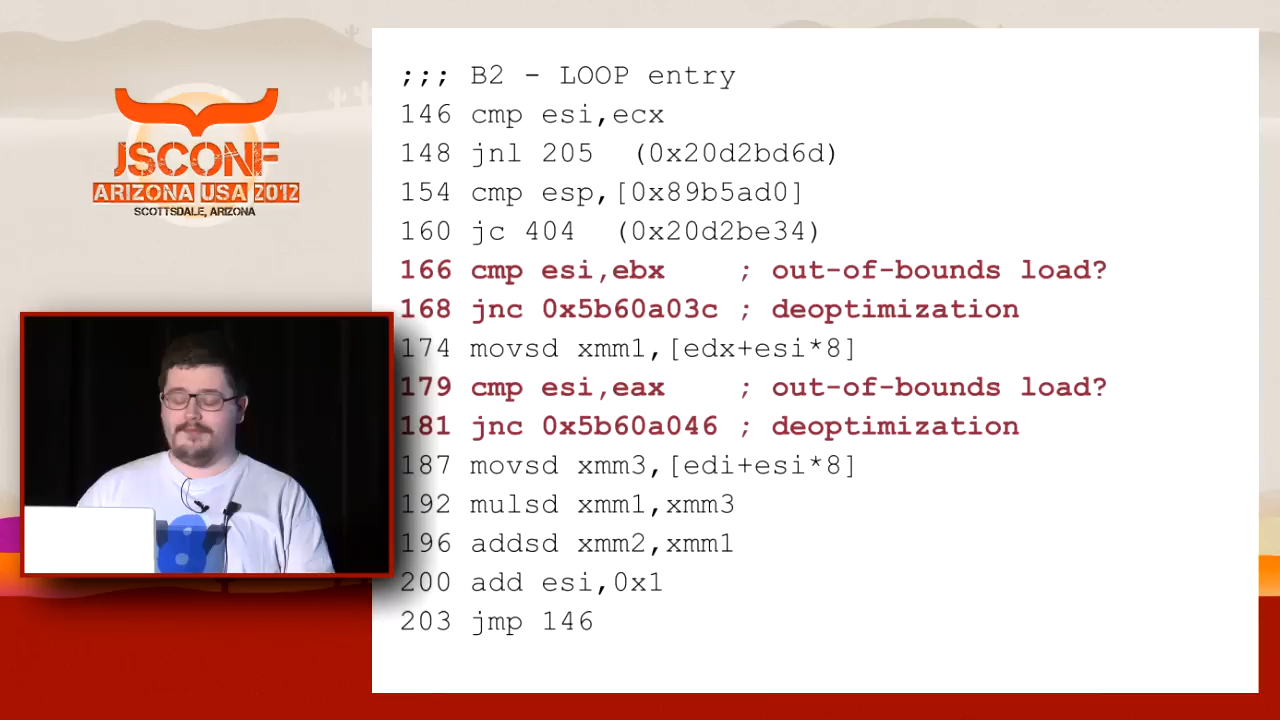 JSCONF
ARIZONA USA 2012
SCOTTSDALE, ARIZONA
;;; B2 - LOOP entry
146 cmp esi,ecx
148 jnl 205 (0x20d2bd6d)
154 cmp esp,[0x89b5ad0]
160 jc 404 (0x20d2be34)
166 cmp esi,ebx ; out-of-bounds load?
168 jnc 0x5b60a03c ; deoptimization
174 movsd xmm1,[edx+esi*8]
179 cmp esi,eax ; out-of-bounds load?
181 jnc 0x5b60a046 ; deoptimization
187 movsd xmm3,[edi+esi*8]
192 mulsd xmm1,xmm3
196 addsd xmm2,xmm1
200 add esi,0x1
203 jmp 146